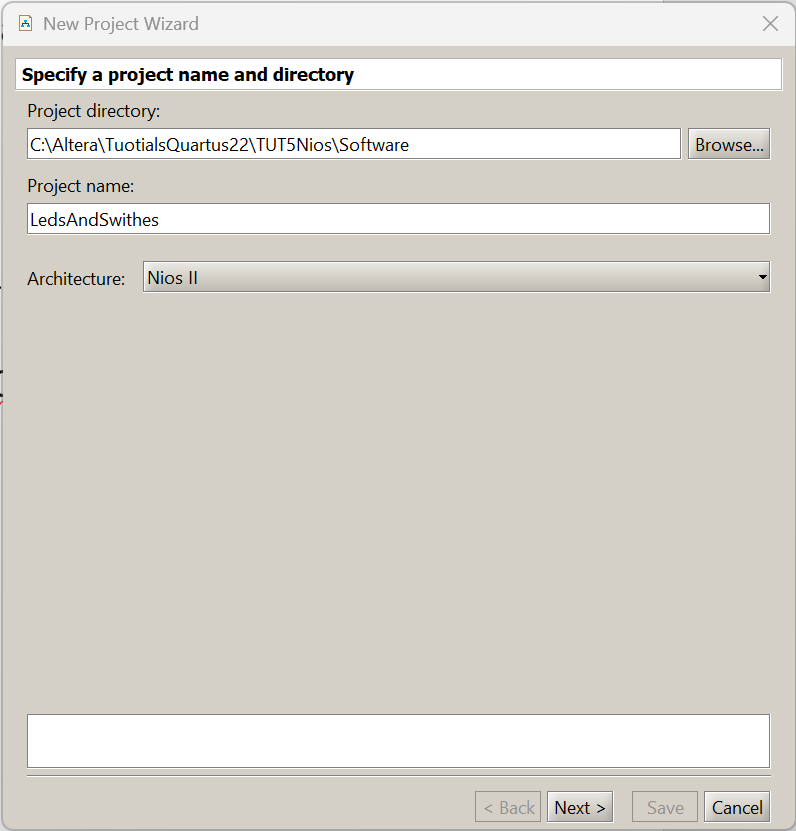 New Project Wizard
Specify a project name and directory
Project directory:
C:\Altera\TuotialsQuartus22\TUT5Nios\Software
Browse...
Project name:
LedsAndSwithes
Architecture:
Nios II
< Back
Next >
Save
Cancel